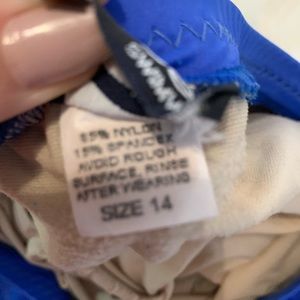 85% NYLON
15% SPANDEX
AVOID ROUGH
SURFACE, RINSE
AFTER WEARING
SIZE 14